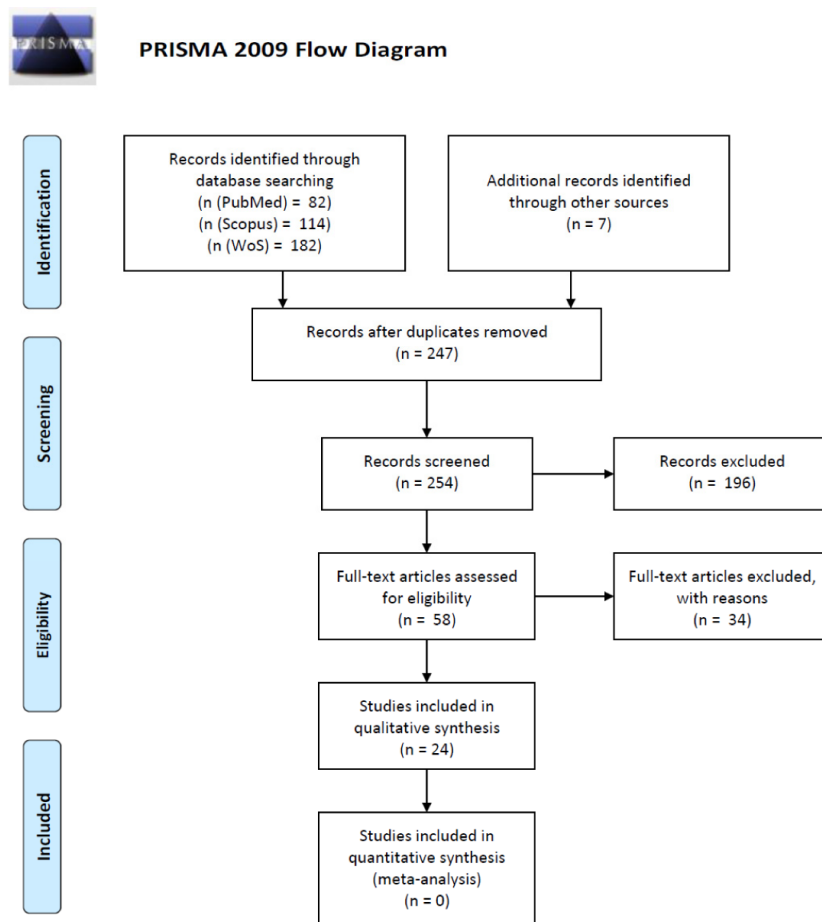 PRISMA
PRISMA 2009 Flow Diagram
Identification
Records identified through
database searching
(n (PubMed) = 82
(n (Scopus) = 114)
(n (WoS) = 182)
Additional records identified
through other sources
(n = 7)
Records after duplicates removed
(n = 247)
Screening
Records screened
(n = 254)
Records excluded
(n = 196)
Eligibility
Full-text articles assessed
for eligibility
(n = 58)
Full-text articles excluded,
with reasons
(n = 34)
Studies included in
qualitative synthesis
(n = 24)
Included
Studies included in
quantitative synthesis
(meta-analysis)
(n = 0)